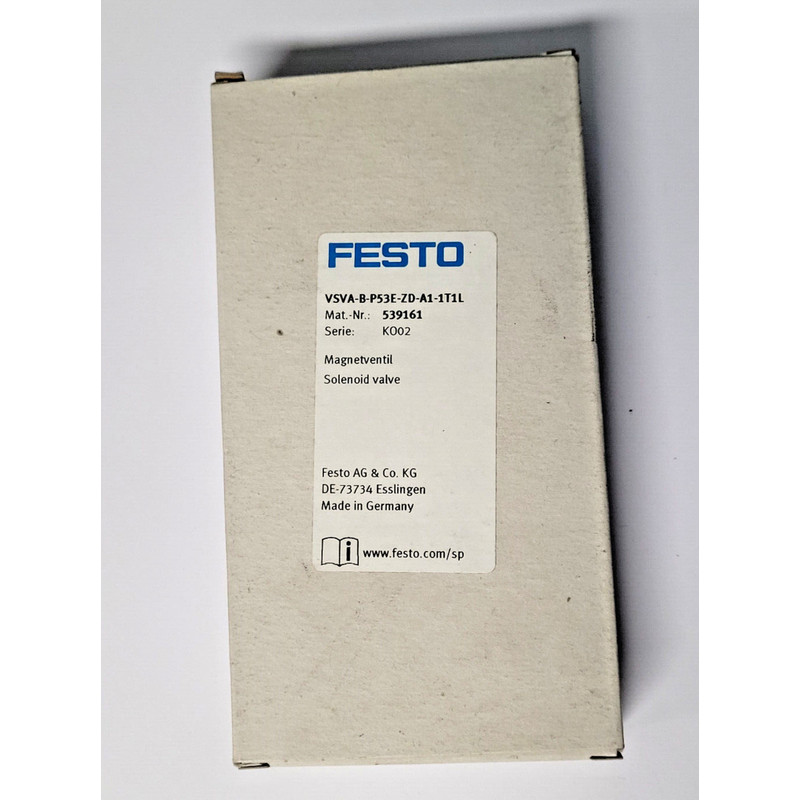 FESTO
VSVA-B-P53E-ZD-A1-1T1L
Mat.-Nr.: 539161
Serie: KO02
Magnetventil
Solenoid valve
Festo AG & Co. KG
DE-73734 Esslingen
Made in Germany
i www.festo.com/sp